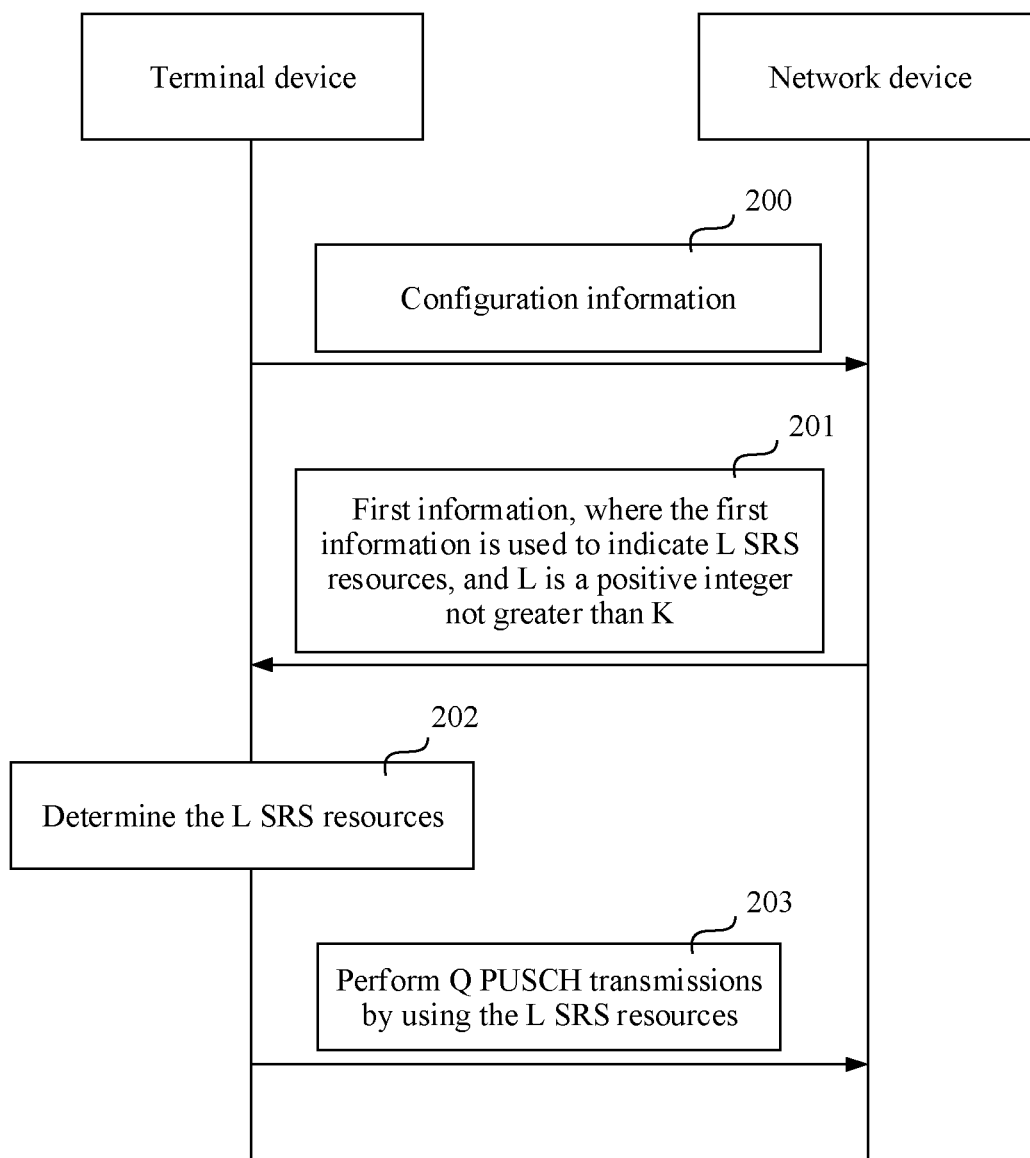 Terminal device
Network device
200
Configuration information
201
First information, where the first
information is used to indicate L SRS
resources, and L is a positive integer
not greater than K
202
Determine the L SRS resources
203
Perform Q PUSCH transmissions
by using the L SRS resources